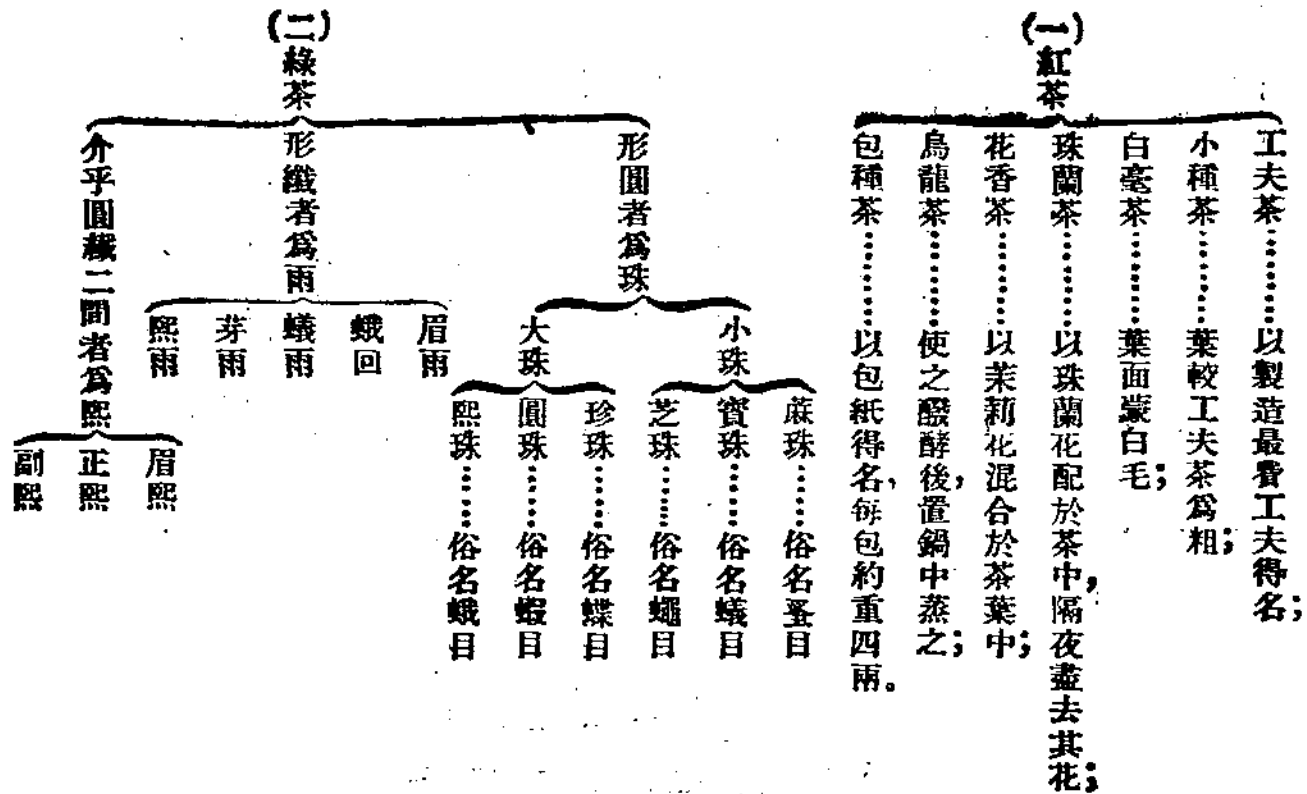 (一)紅茶
工夫茶………以製造最費工夫得名；
小種茶………葉較工夫茶爲粗；
白毫茶………葉面蒙白毛；
珠蘭茶………以珠蘭花配於茶中，隔夜盡去其花；
花香茶………以茉莉花混合於茶葉中；
烏龍茶………使之醱酵後，置鍋中蒸之；
包種茶………以包紙得名，每包約重四兩。
(二)綠茶
形圓者爲珠
小珠
蔴珠……俗名蚤目
寶珠……俗名蟻目
芝珠……俗名蠅目
大珠
珍珠……俗名蝶目
圓珠……俗名蝦目
熙珠……俗名蛾目
形纖者爲雨
眉雨
蛾回
蟻雨
芽雨
熙雨
介乎圓纖二間者爲熙
眉熙
正熙
副熙